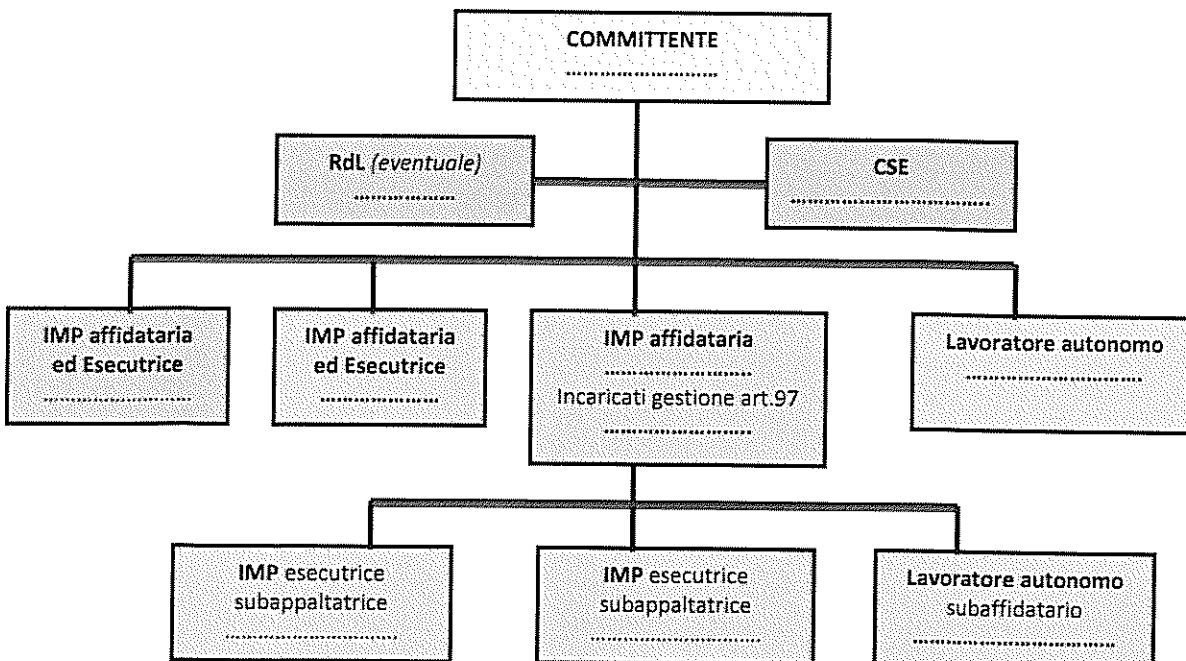 COMMITTENTE
........................
RdL (eventuale)
................
CSE
................................
IMP affidataria
ed Esecutrice
........................
IMP affidataria
ed Esecutrice
...................
IMP affidataria
........................
Incaricati gestione art.97
........................
Lavoratore autonomo
............................
IMP esecutrice
subappaltatrice
............................
IMP esecutrice
subappaltatrice
............................
Lavoratore autonomo
subaffidatario
................................